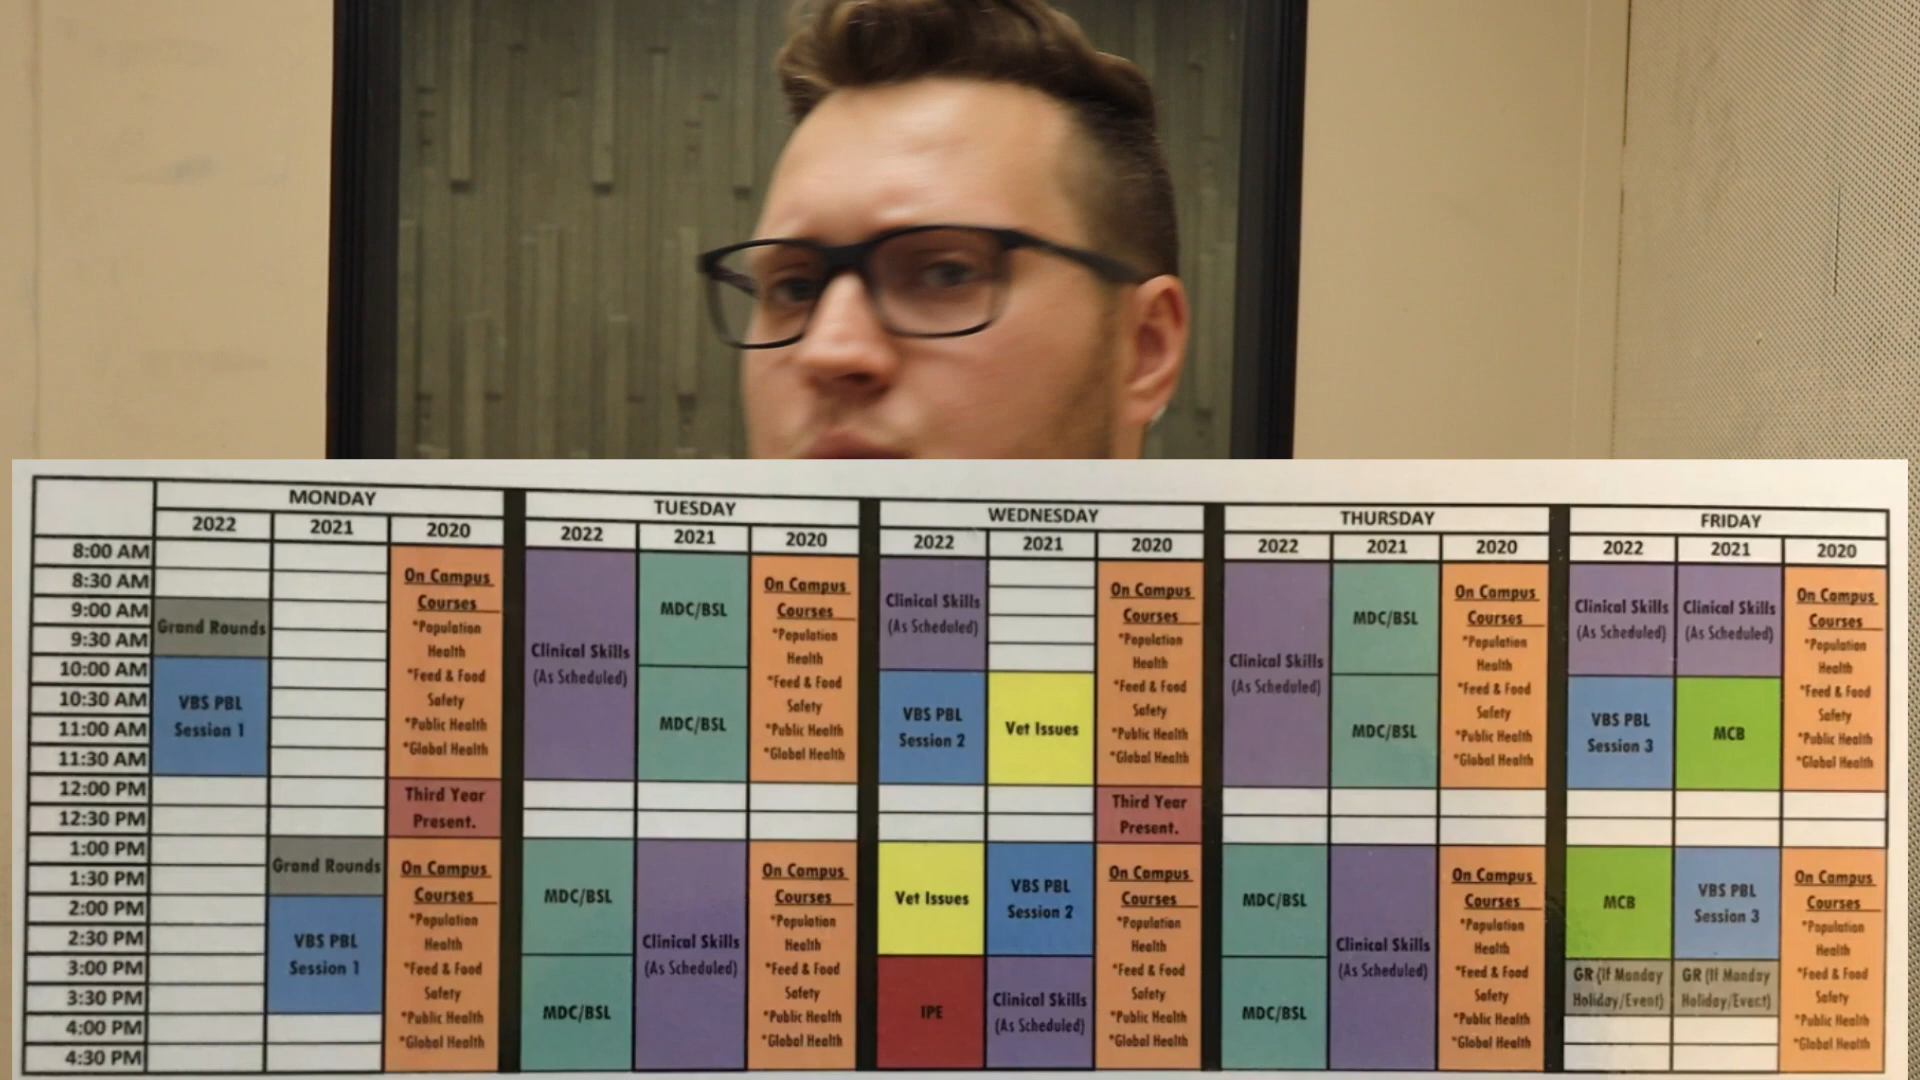 MONDAY TUESDAY WEDNESDAY THURSDAY FRIDAY
2022 2021 2020 2022 2021 2020 2022 2021 2020 2022 2021 2020 2022 2021 2020
8:00 AM
8:30 AM
9:00 AM
9:30 AM
10:00 AM
10:30 AM
11:00 AM
11:30 AM
12:00 PM
12:30 PM
1:00 PM
1:30 PM
2:00 PM
2:30 PM
3:00 PM
3:30 PM
4:00 PM
4:30 PM
Grand Rounds
VBS PBL
Session 1
Grand Rounds
VBS PBL
Session 1
On Campus
Courses
*Population
Health
*Feed & Food
Safety
*Public Health
*Global Health
Third Year
Present.
On Campus
Courses
*Population
Health
*Feed & Food
Safety
*Public Health
*Global Health
Clinical Skills
(As Scheduled)
MDC/BSL
MDC/BSL
MDC/BSL
MDC/BSL
Clinical Skills
(As Scheduled)
On Campus
Courses
*Population
Health
*Feed & Food
Safety
*Public Health
*Global Health
On Campus
Courses
*Population
Health
*Feed & Food
Safety
*Public Health
*Global Health
Clinical Skills
(As Scheduled)
VBS PBL
Session 2
Vet Issues
IPE
Vet Issues
VBS PBL
Session 2
Clinical Skills
(As Scheduled)
On Campus
Courses
*Population
Health
*Feed & Food
Safety
*Public Health
*Global Health
Third Year
Present.
On Campus
Courses
*Population
Health
*Feed & Food
Safety
*Public Health
*Global Health
Clinical Skills
(As Scheduled)
MDC/BSL
MDC/BSL
MDC/BSL
MDC/BSL
Clinical Skills
(As Scheduled)
On Campus
Courses
*Population
Health
*Feed & Food
Safety
*Public Health
*Global Health
On Campus
Courses
*Population
Health
*Feed & Food
Safety
*Public Health
*Global Health
Clinical Skills
(As Scheduled)
VBS PBL
Session 3
MCB
GR (If Monday
Holiday/Event)
Clinical Skills
(As Scheduled)
MCB
VBS PBL
Session 3
GR (If Monday
Holiday/Evect)
On Campus
Courses
*Population
Health
*Feed & Food
Safety
*Public Health
*Global Health
On Campus
Courses
*Population
Health
*Feed & Food
Safety
*Public Health
*Global Health